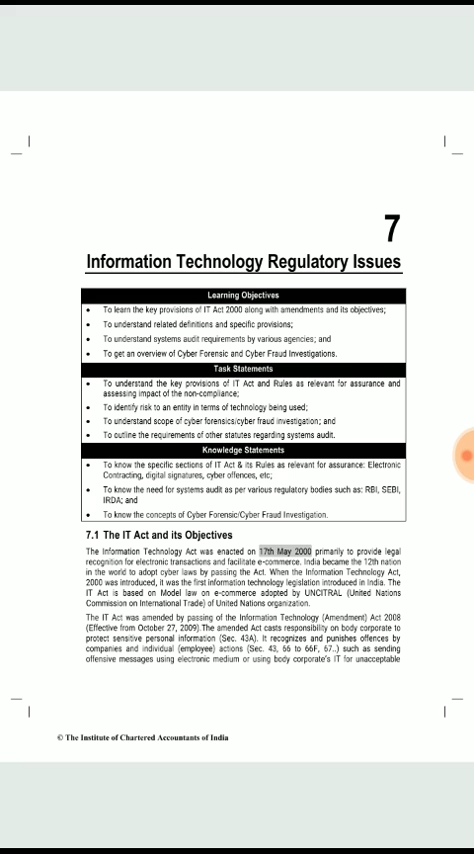 7
Information Technology Regulatory Issues
Learning Objectives
• To learn the key provisions of IT Act 2000 along with amendments and its objectives;
• To understand related definitions and specific provisions;
• To understand systems audit requirements by various agencies; and
• To get an overview of Cyber Forensic and Cyber Fraud Investigations.
Task Statements
• To understand the key provisions of IT Act and Rules as relevant for assurance and
assessing impact of the non-compliance;
• To identify risk to an entity in terms of technology being used;
• To understand scope of cyber forensics/cyber fraud investigation; and
• To outline the requirements of other statutes regarding systems audit.
Knowledge Statements
• To know the specific sections of IT Act & its Rules as relevant for assurance: Electronic
Contracting, digital signatures, cyber offences, etc;
• To know the need for systems audit as per various regulatory bodies such as: RBI, SEBI,
IRDA; and
• To know the concepts of Cyber Forensic/Cyber Fraud Investigation.
7.1 The IT Act and its Objectives
The Information Technology Act was enacted on 17th May 2000 primarily to provide legal
recognition for electronic transactions and facilitate e-commerce. India became the 12th nation
in the world to adopt cyber laws by passing the Act. When the Information Technology Act,
2000 was introduced, it was the first information technology legislation introduced in India. The
IT Act is based on Model law on e-commerce adopted by UNCITRAL (United Nations
Commission on International Trade) of United Nations organization.
The IT Act was amended by passing of the Information Technology (Amendment) Act 2008
(Effective from October 27, 2009).The amended Act casts responsibility on body corporate to
protect sensitive personal information (Sec. 43A). It recognizes and punishes offences by
companies and individual (employee) actions (Sec. 43, 66 to 66F, 67..) such as sending
offensive messages using electronic medium or using body corporate's IT for unacceptable
© The Institute of Chartered Accountants of India